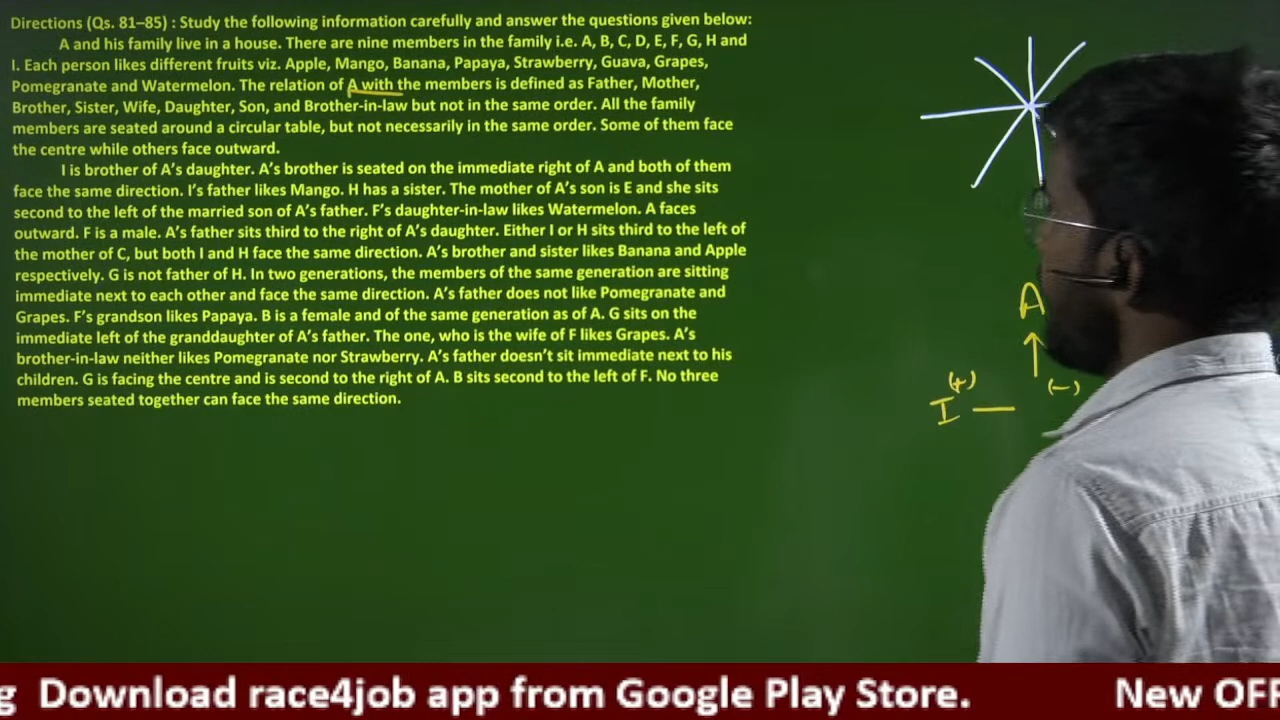 Directions (Qs. 81–85) : Study the following information carefully and answer the questions given below:
A and his family live in a house. There are nine members in the family i.e. A, B, C, D, E, F, G, H and
I. Each person likes different fruits viz. Apple, Mango, Banana, Papaya, Strawberry, Guava, Grapes,
Pomegranate and Watermelon. The relation of A with the members is defined as Father, Mother,
Brother, Sister, Wife, Daughter, Son, and Brother-in-law but not in the same order. All the family
members are seated around a circular table, but not necessarily in the same order. Some of them face
the centre while others face outward.
I is brother of A's daughter. A's brother is seated on the immediate right of A and both of them
face the same direction. I's father likes Mango. H has a sister. The mother of A's son is E and she sits
second to the left of the married son of A's father. F's daughter-in-law likes Watermelon. A faces
outward. F is a male. A's father sits third to the right of A's daughter. Either I or H sits third to the left of
the mother of C, but both I and H face the same direction. A's brother and sister likes Banana and Apple
respectively. G is not father of H. In two generations, the members of the same generation are sitting
immediate next to each other and face the same direction. A's father does not like Pomegranate and
Grapes. F's grandson likes Papaya. B is a female and of the same generation as of A. G sits on the
immediate left of the granddaughter of A's father. The one, who is the wife of F likes Grapes. A's
brother-in-law neither likes Pomegranate nor Strawberry. A's father doesn't sit immediate next to his
children. G is facing the centre and is second to the right of A. B sits second to the left of F. No three
members seated together can face the same direction.
A
(+)
(–)
I —
g Download race4job app from Google Play Store. New OFF